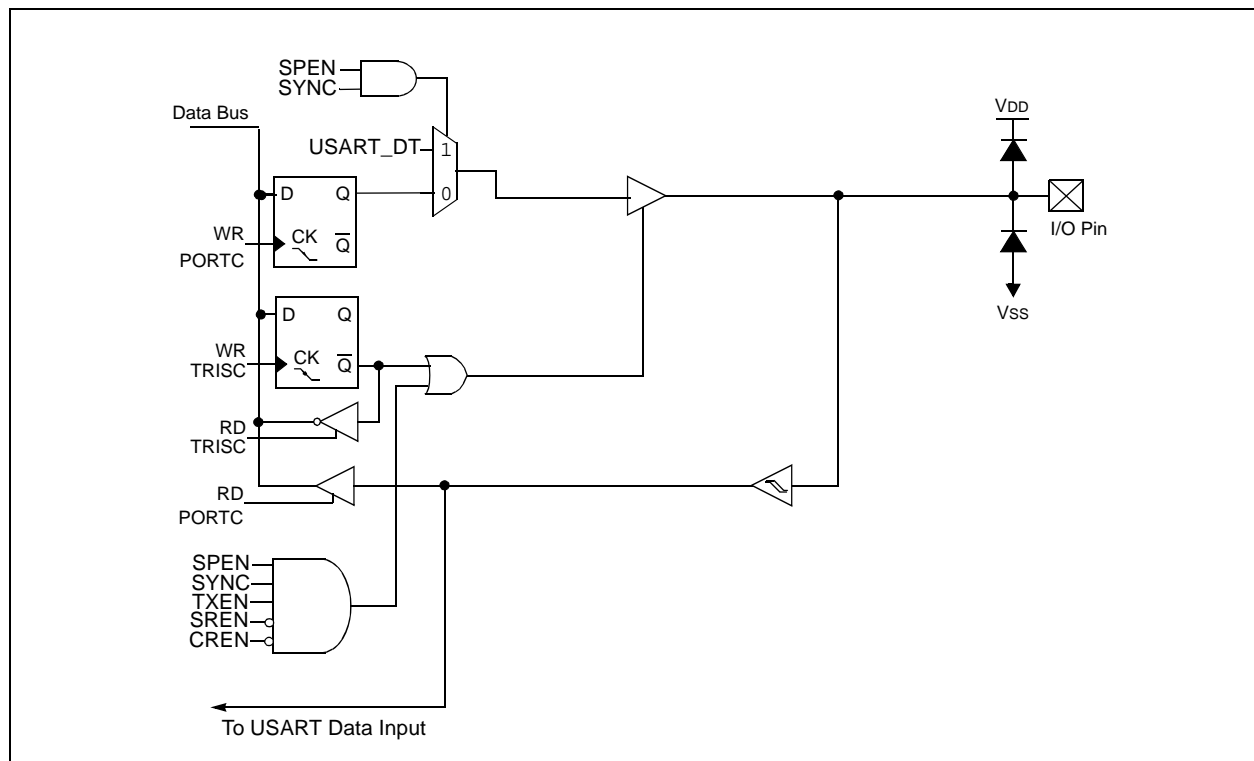 SPEN
SYNC
Data Bus
VDD
USART_DT
1
0
D
Q
WR
PORTC
CK
Q
I/O Pin
VSS
D
Q
WR
TRISC
CK
Q
RD
TRISC
RD
PORTC
SPEN
SYNC
TXEN
SREN
CREN
To USART Data Input